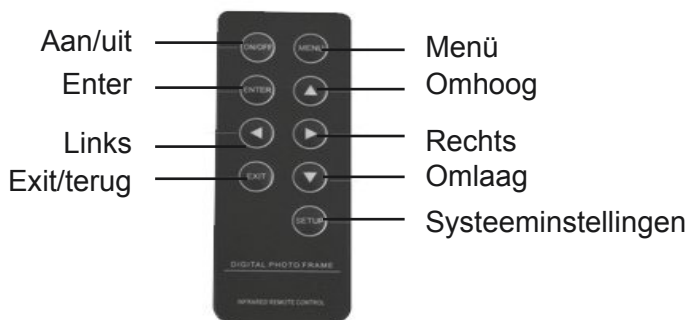 Aan/uit
Enter
Links
Exit/terug
ON/OFF
MENU
ENTER
EXIT
SETUP
DIGITAL PHOTO FRAME
INFRARED REMOTE CONTROL
Menü
Omhoog
Rechts
Omlaag
Systeeminstellingen